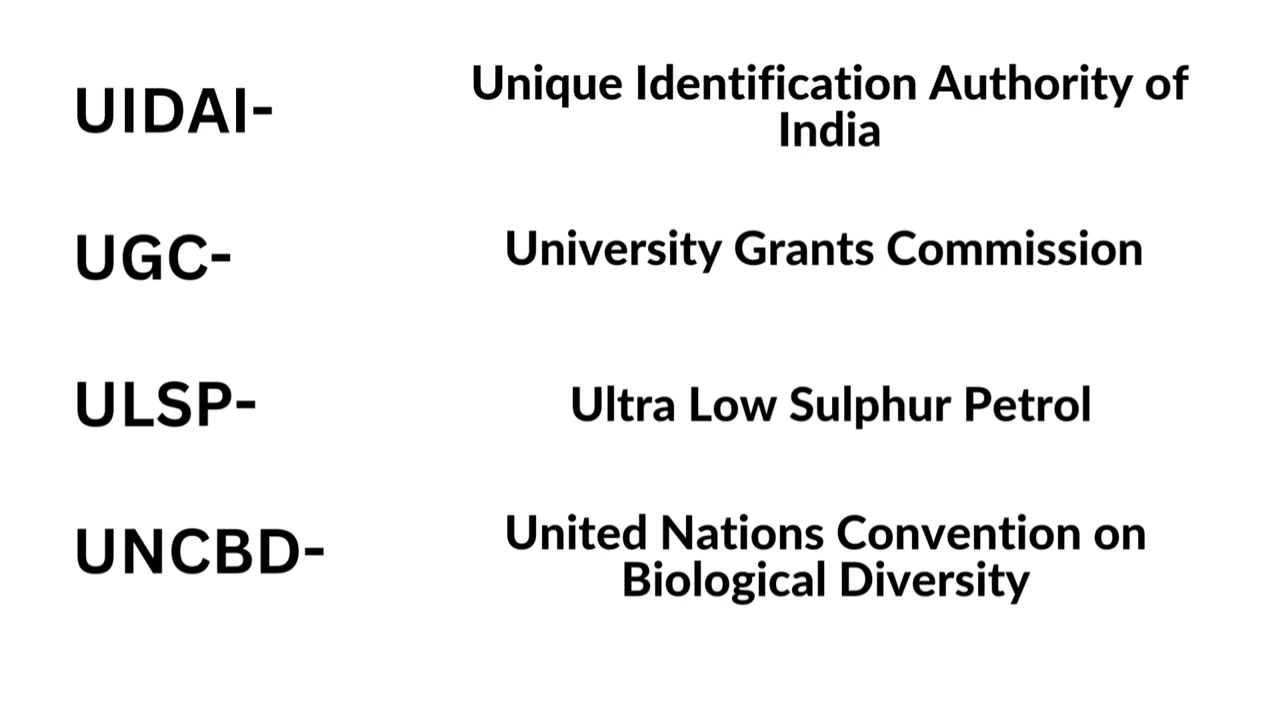 UIDAI-
Unique Identification Authority of
India
UGC-
University Grants Commission
ULSP-
Ultra Low Sulphur Petrol
UNCBD-
United Nations Convention on
Biological Diversity